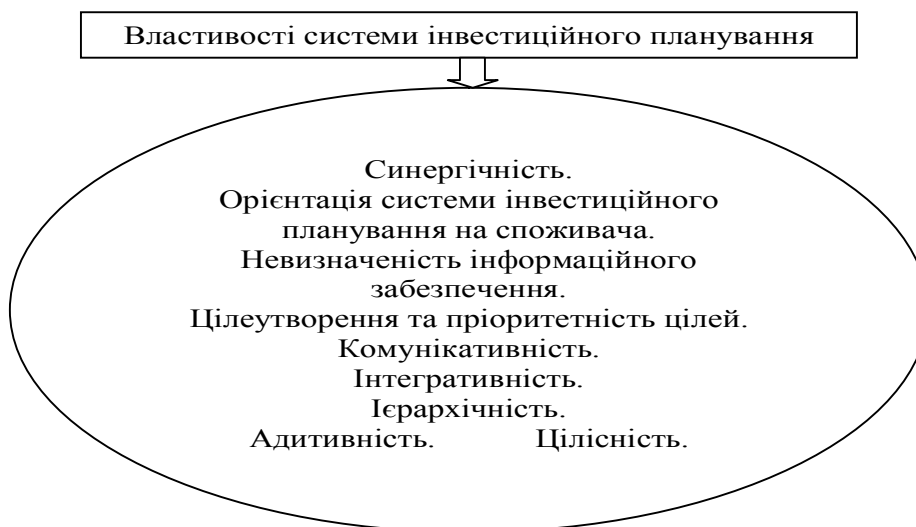 Властивості системи інвестиційного планування
Синергічність.
Орієнтація системи інвестиційного
планування на споживача.
Невизначеність інформаційного
забезпечення.
Цілеутворення та пріоритетність цілей.
Комунікативність.
Інтегративність.
Ієрархічність.
Адитивність. Цілісність.